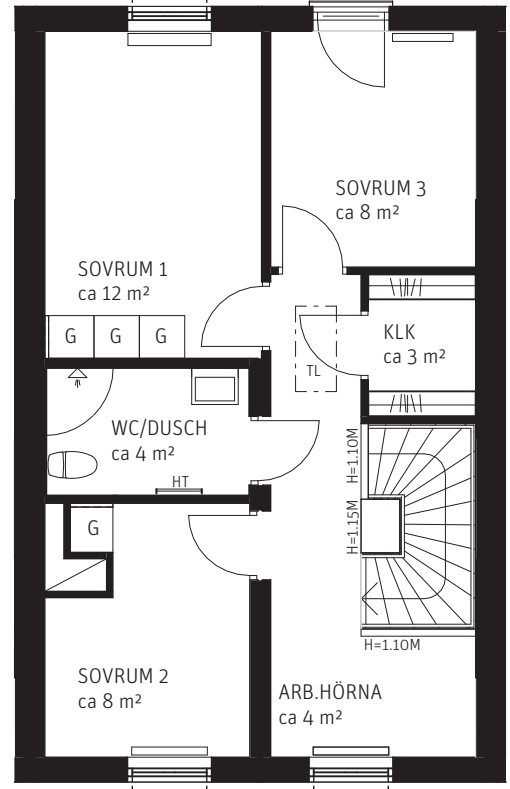 SOVRUM 3
ca 8 m²
SOVRUM 1
ca 12 m²
G G G
KLK
ca 3 m²
TL
WC/DUSCH
ca 4 m²
HT
H=1.10M
H=1.15M
G
H=1.10M
SOVRUM 2
ca 8 m²
ARB.HÖRNA
ca 4 m²